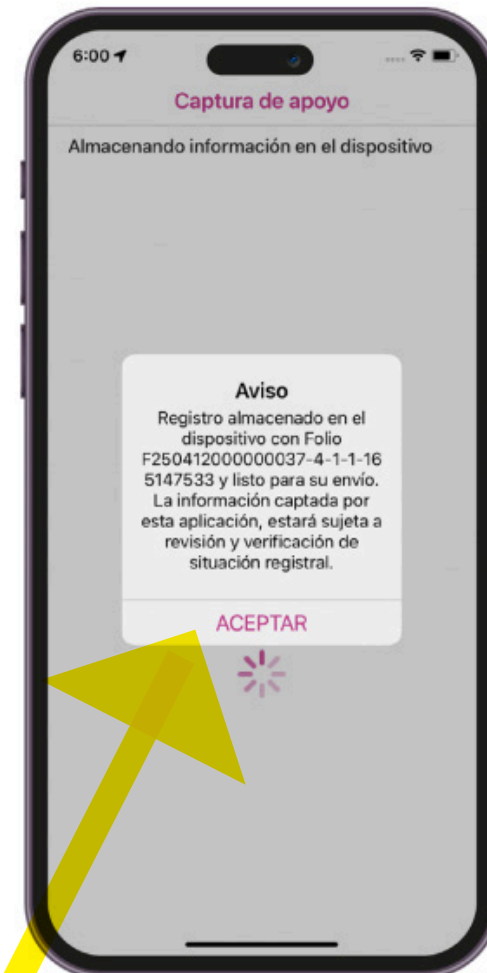 6:00
Captura de apoyo
Almacenando información en el dispositivo
Aviso
Registro almacenado en el
dispositivo con Folio
F250412000000037-4-1-1-16
5147533 y listo para su envío.
La información captada por
esta aplicación, estará sujeta a
revisión y verificación de
situación registral.
ACEPTAR